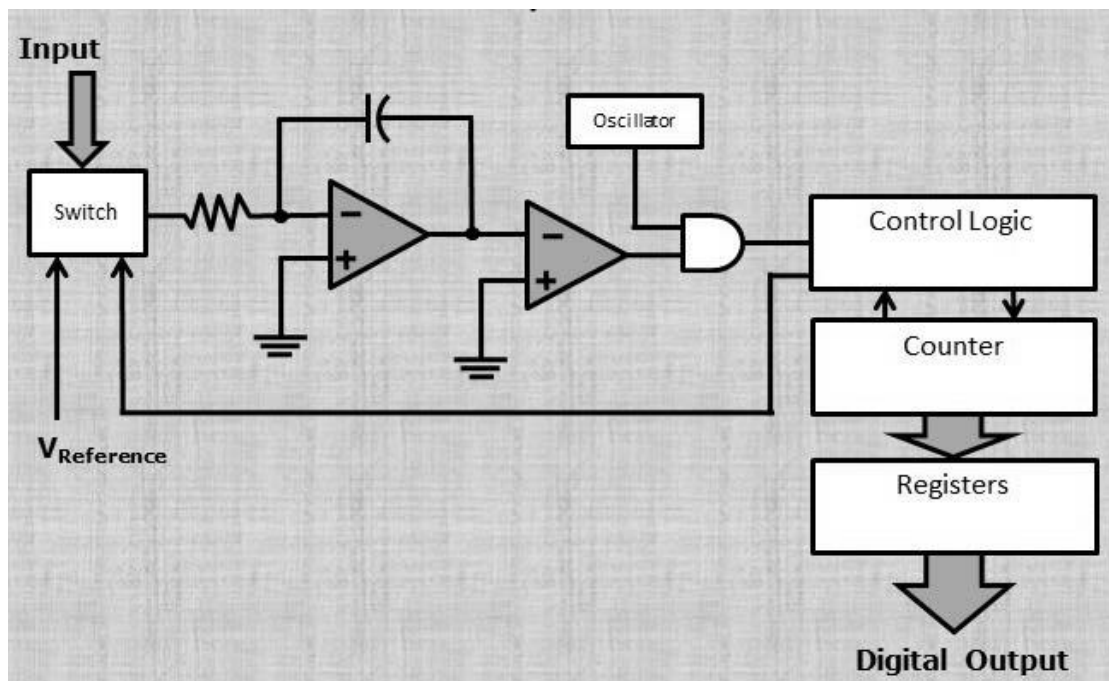 Input
Oscillator
Switch
Control Logic
Counter
VReference
Registers
Digital Output